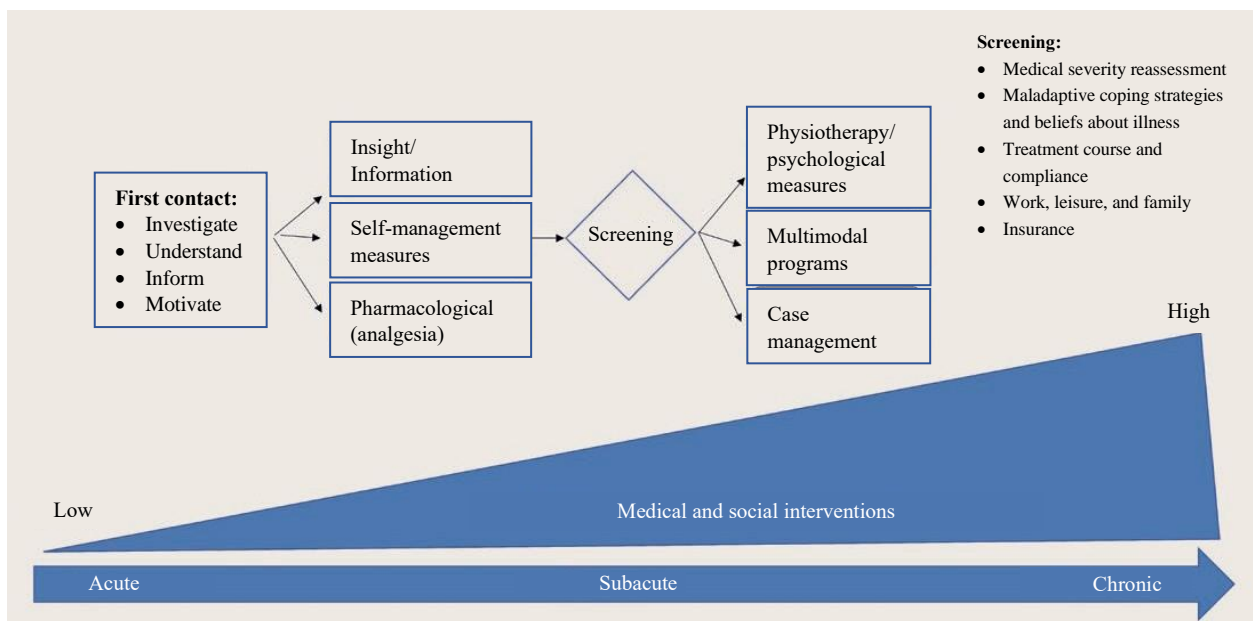 First contact:
• Investigate
• Understand
• Inform
• Motivate
Insight/
Information
Self-management
measures
Pharmacological
(analgesia)
Screening
Physiotherapy/
psychological
measures
Multimodal
programs
Case
management
Screening:
• Medical severity reassessment
• Maladaptive coping strategies
and beliefs about illness
• Treatment course and
compliance
• Work, leisure, and family
• Insurance
High
Low
Medical and social interventions
Acute
Subacute
Chronic